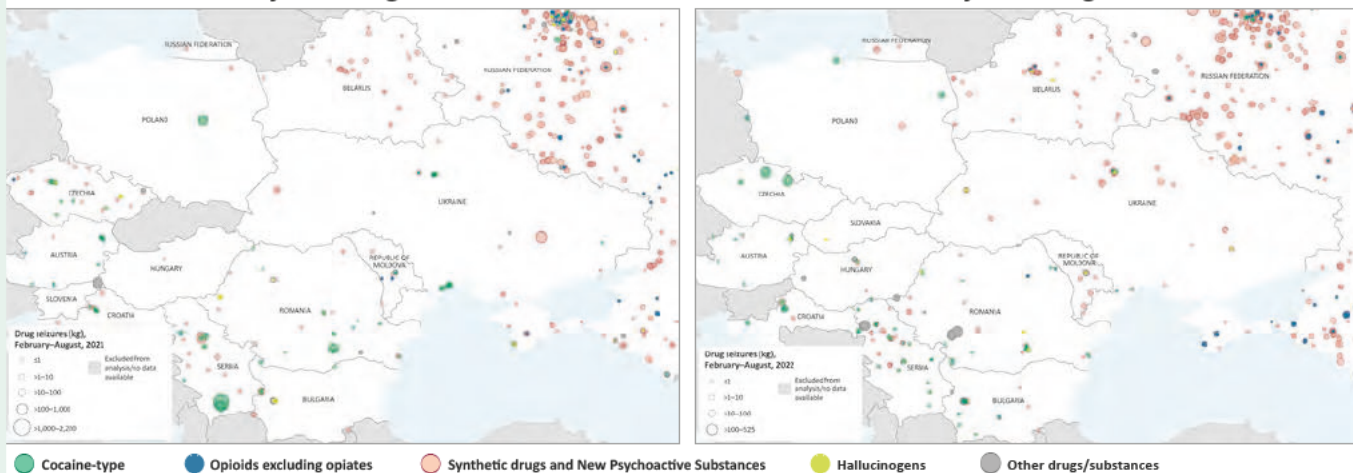 RUSSIAN FEDERATION
RUSSIAN FEDERATION
BELARUS
POLAND
CZECHIA
UKRAINE
AUSTRIA
HUNGARY
REPUBLIC OF
MOLDOVA
SLOVENIA
CROATIA
ROMANIA
SERBIA
BULGARIA
Drug seizures (kg),
February–August, 2021
≤1
>1–10
>10–100
>100–1,000
>1,000–2,200
Excluded from
analysis/no data
available
RUSSIAN FEDERATION
RUSSIAN FEDERATION
BELARUS
POLAND
CZECHIA
SLOVAKIA
UKRAINE
AUSTRIA
HUNGARY
REPUBLIC OF
MOLDOVA
CROATIA
ROMANIA
SERBIA
BULGARIA
Drug seizures (kg),
February–August, 2022
≤1
>1–10
>10–100
>100–525
Excluded from
analysis/no data
available
Cocaine-type
Opioids excluding opiates
Synthetic drugs and New Psychoactive Substances
Hallucinogens
Other drugs/substances